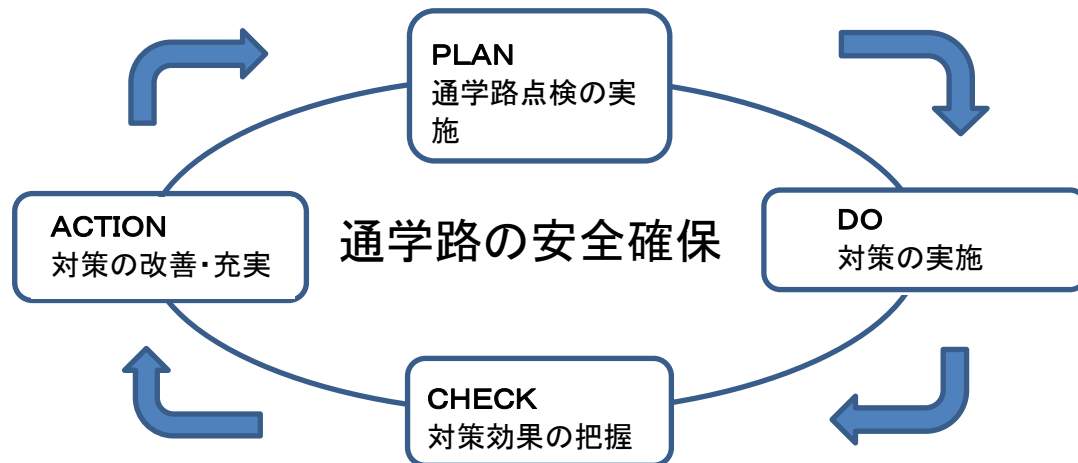 PLAN
通学路点検の実
施
ACTION
対策の改善・充実
通学路の安全確保
DO
対策の実施
CHECK
対策効果の把握